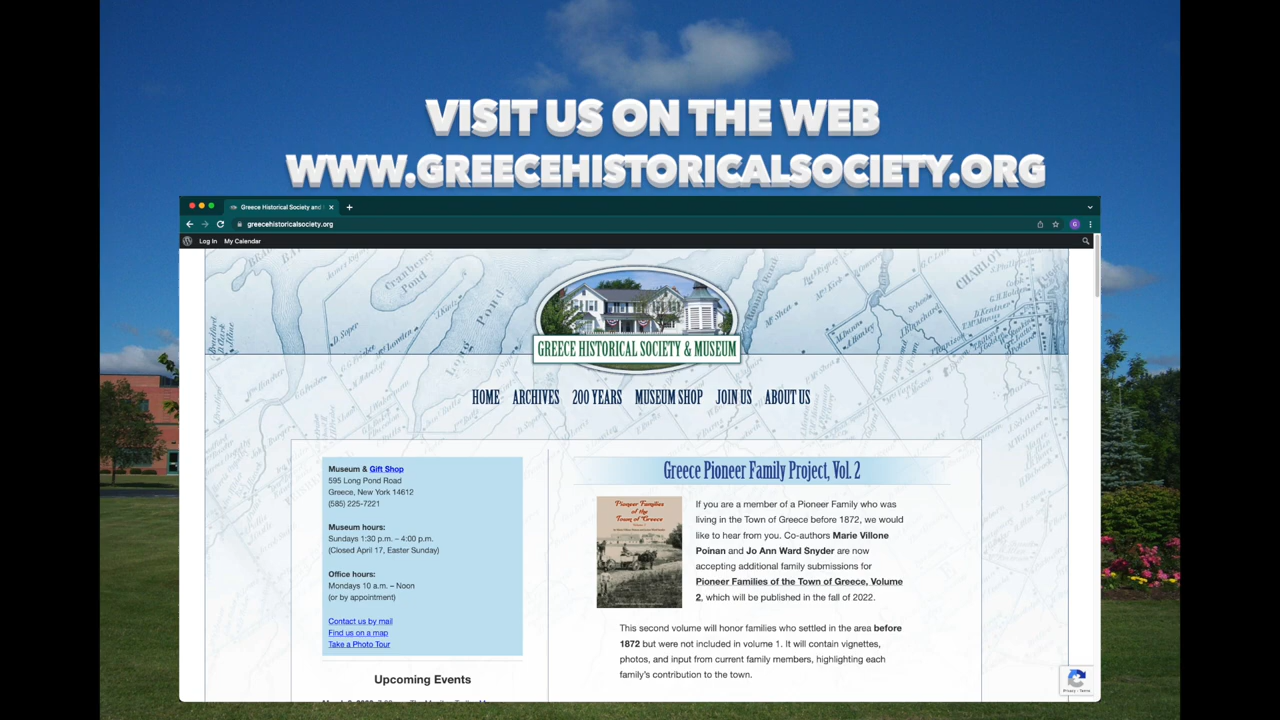 VISIT US ON THE WEB
WWW.GREECEHISTORICALSOCIETY.ORG
Greece Historical Society and
greecehistoricalsociety.org
G
Log In My Calendar
Cranberry
Pond
Long
Pond
D. Soper
CHARLOT
GREECE HISTORICAL SOCIETY & MUSEUM
HOME ARCHIVES 200 YEARS MUSEUM SHOP JOIN US ABOUT US
Museum & Gift Shop
595 Long Pond Road
Greece, New York 14612
(585) 225-7221
Museum hours:
Sundays 1:30 p.m. – 4:00 p.m.
(Closed April 17, Easter Sunday)
Office hours:
Mondays 10 a.m. – Noon
(or by appointment)
Contact us by mail
Find us on a map
Take a Photo Tour
Upcoming Events
Greece Pioneer Family Project, Vol. 2
Pioneer Families
of the
Town of Greece
If you are a member of a Pioneer Family who was
living in the Town of Greece before 1872, we would
like to hear from you. Co-authors Marie Villone
Poinan and Jo Ann Ward Snyder are now
accepting additional family submissions for
Pioneer Families of the Town of Greece, Volume
2, which will be published in the fall of 2022.
This second volume will honor families who settled in the area before
1872 but were not included in volume 1. It will contain vignettes,
photos, and input from current family members, highlighting each
family's contribution to the town.
Privacy - Terms